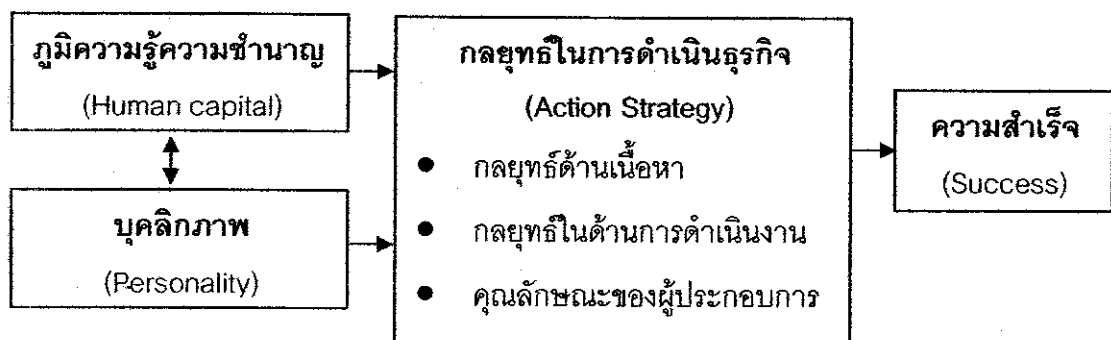 ภูมิความรู้ความชำนาญ
(Human capital)
บุคลิกภาพ
(Personality)
กลยุทธ์ในการดำเนินธุรกิจ
(Action Strategy)
● กลยุทธ์ด้านเนื้อหา
● กลยุทธ์ในด้านการดำเนินงาน
● คุณลักษณะของผู้ประกอบการ
ความสำเร็จ
(Success)